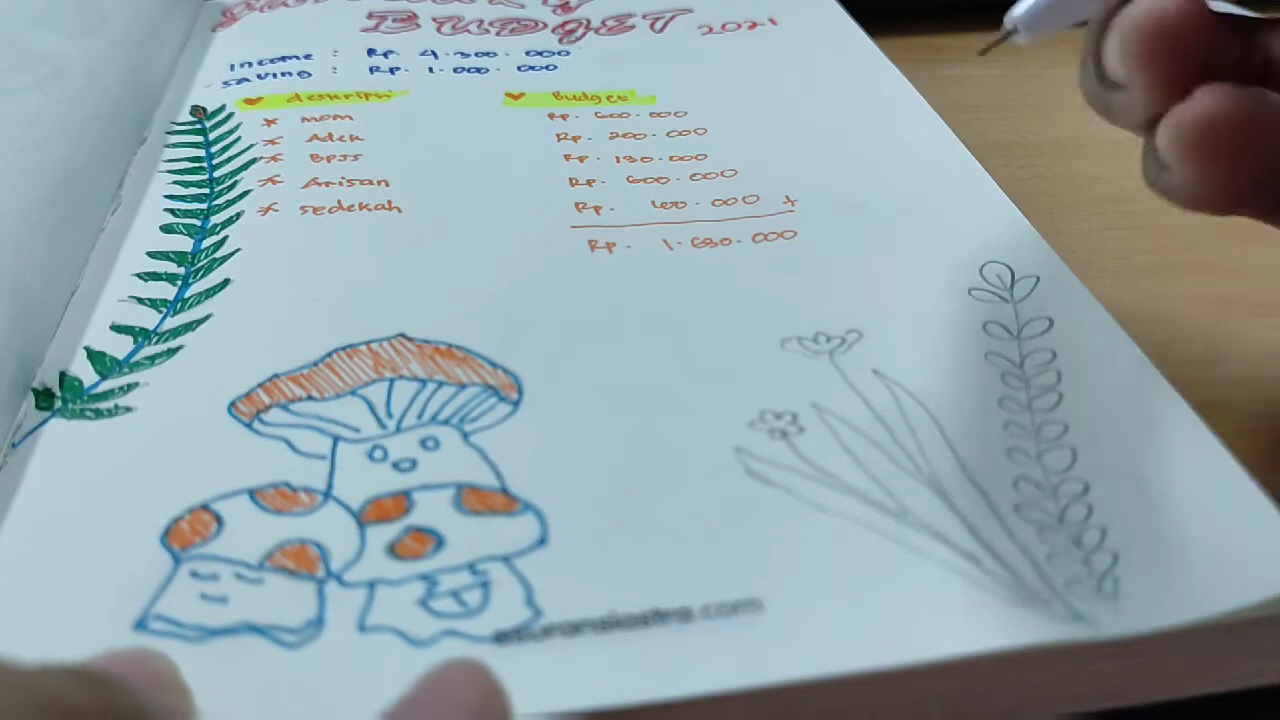 January
Budget 2021
income : Rp. 4.300.000
saving : Rp. 1.000.000
deskripsi Budget
mom Rp. 600.000
Adek Rp. 200.000
BPJS Rp. 130.000
Arisan Rp. 600.000
sedekah Rp. 100.000 +
Rp. 1.630.000